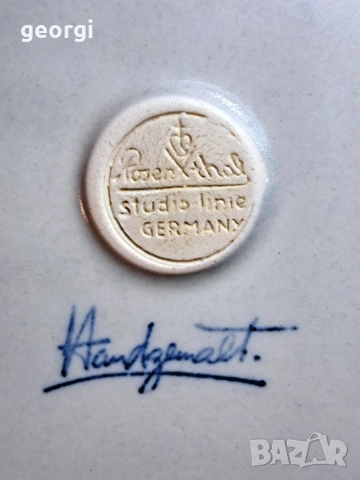 georgi
Rosenthal
studio-linie
GERMANY
Handgemalt.
BAZAR